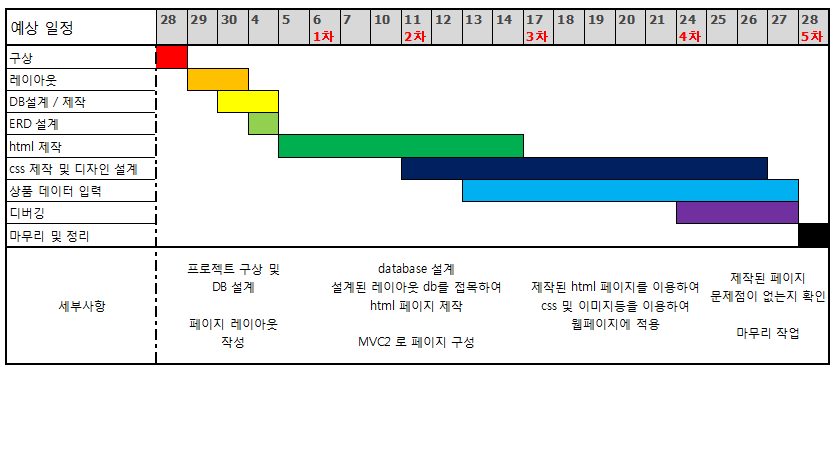 예상 일정 28 29 30 4 5 6 7 10 11 12 13 14 17 18 19 20 21 24 26 27 28
1차 2차 3차 4차 5차
구상
레이아웃
DB설계 / 제작
ERD 설계
html 제작
css 제작 및 디자인 설계
상품 데이터 입력
디버깅
마무리 및 정리
세부사항
프로젝트 구상 및
DB 설계
페이지 레이아웃
작성
database 설계
설계된 레이아웃 db를 접목하여
html 페이지 제작
MVC2 로 페이지 구성
제작된 html 페이지를 이용하여
css 및 이미지등을 이용하여
웹페이지에 적용
제작된 페이지
문제점이 없는지 확인
마무리 작업